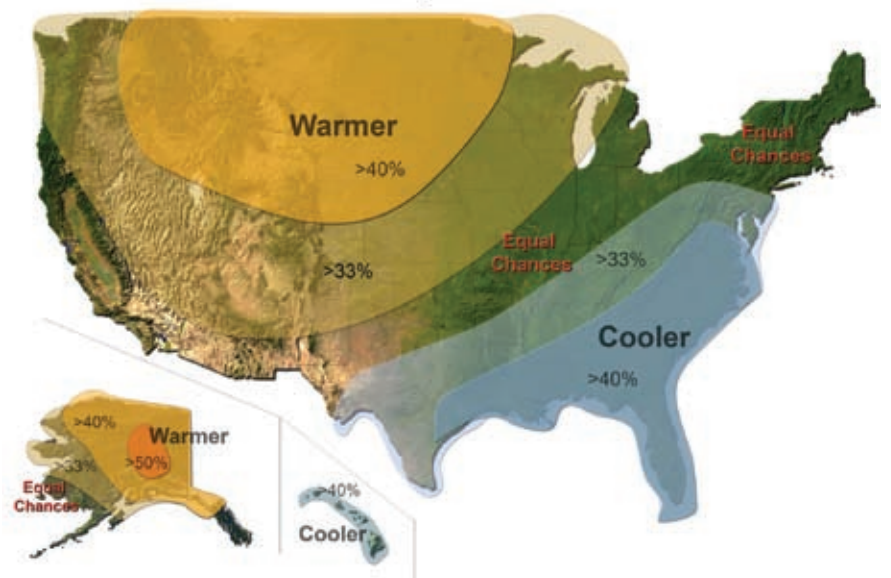 Warmer
>40%
Equal
Chances
>33%
Equal
Chances
>33%
Cooler
>40%
>40%
Warmer
>33%
>50%
Equal
Chances
>40%
Cooler